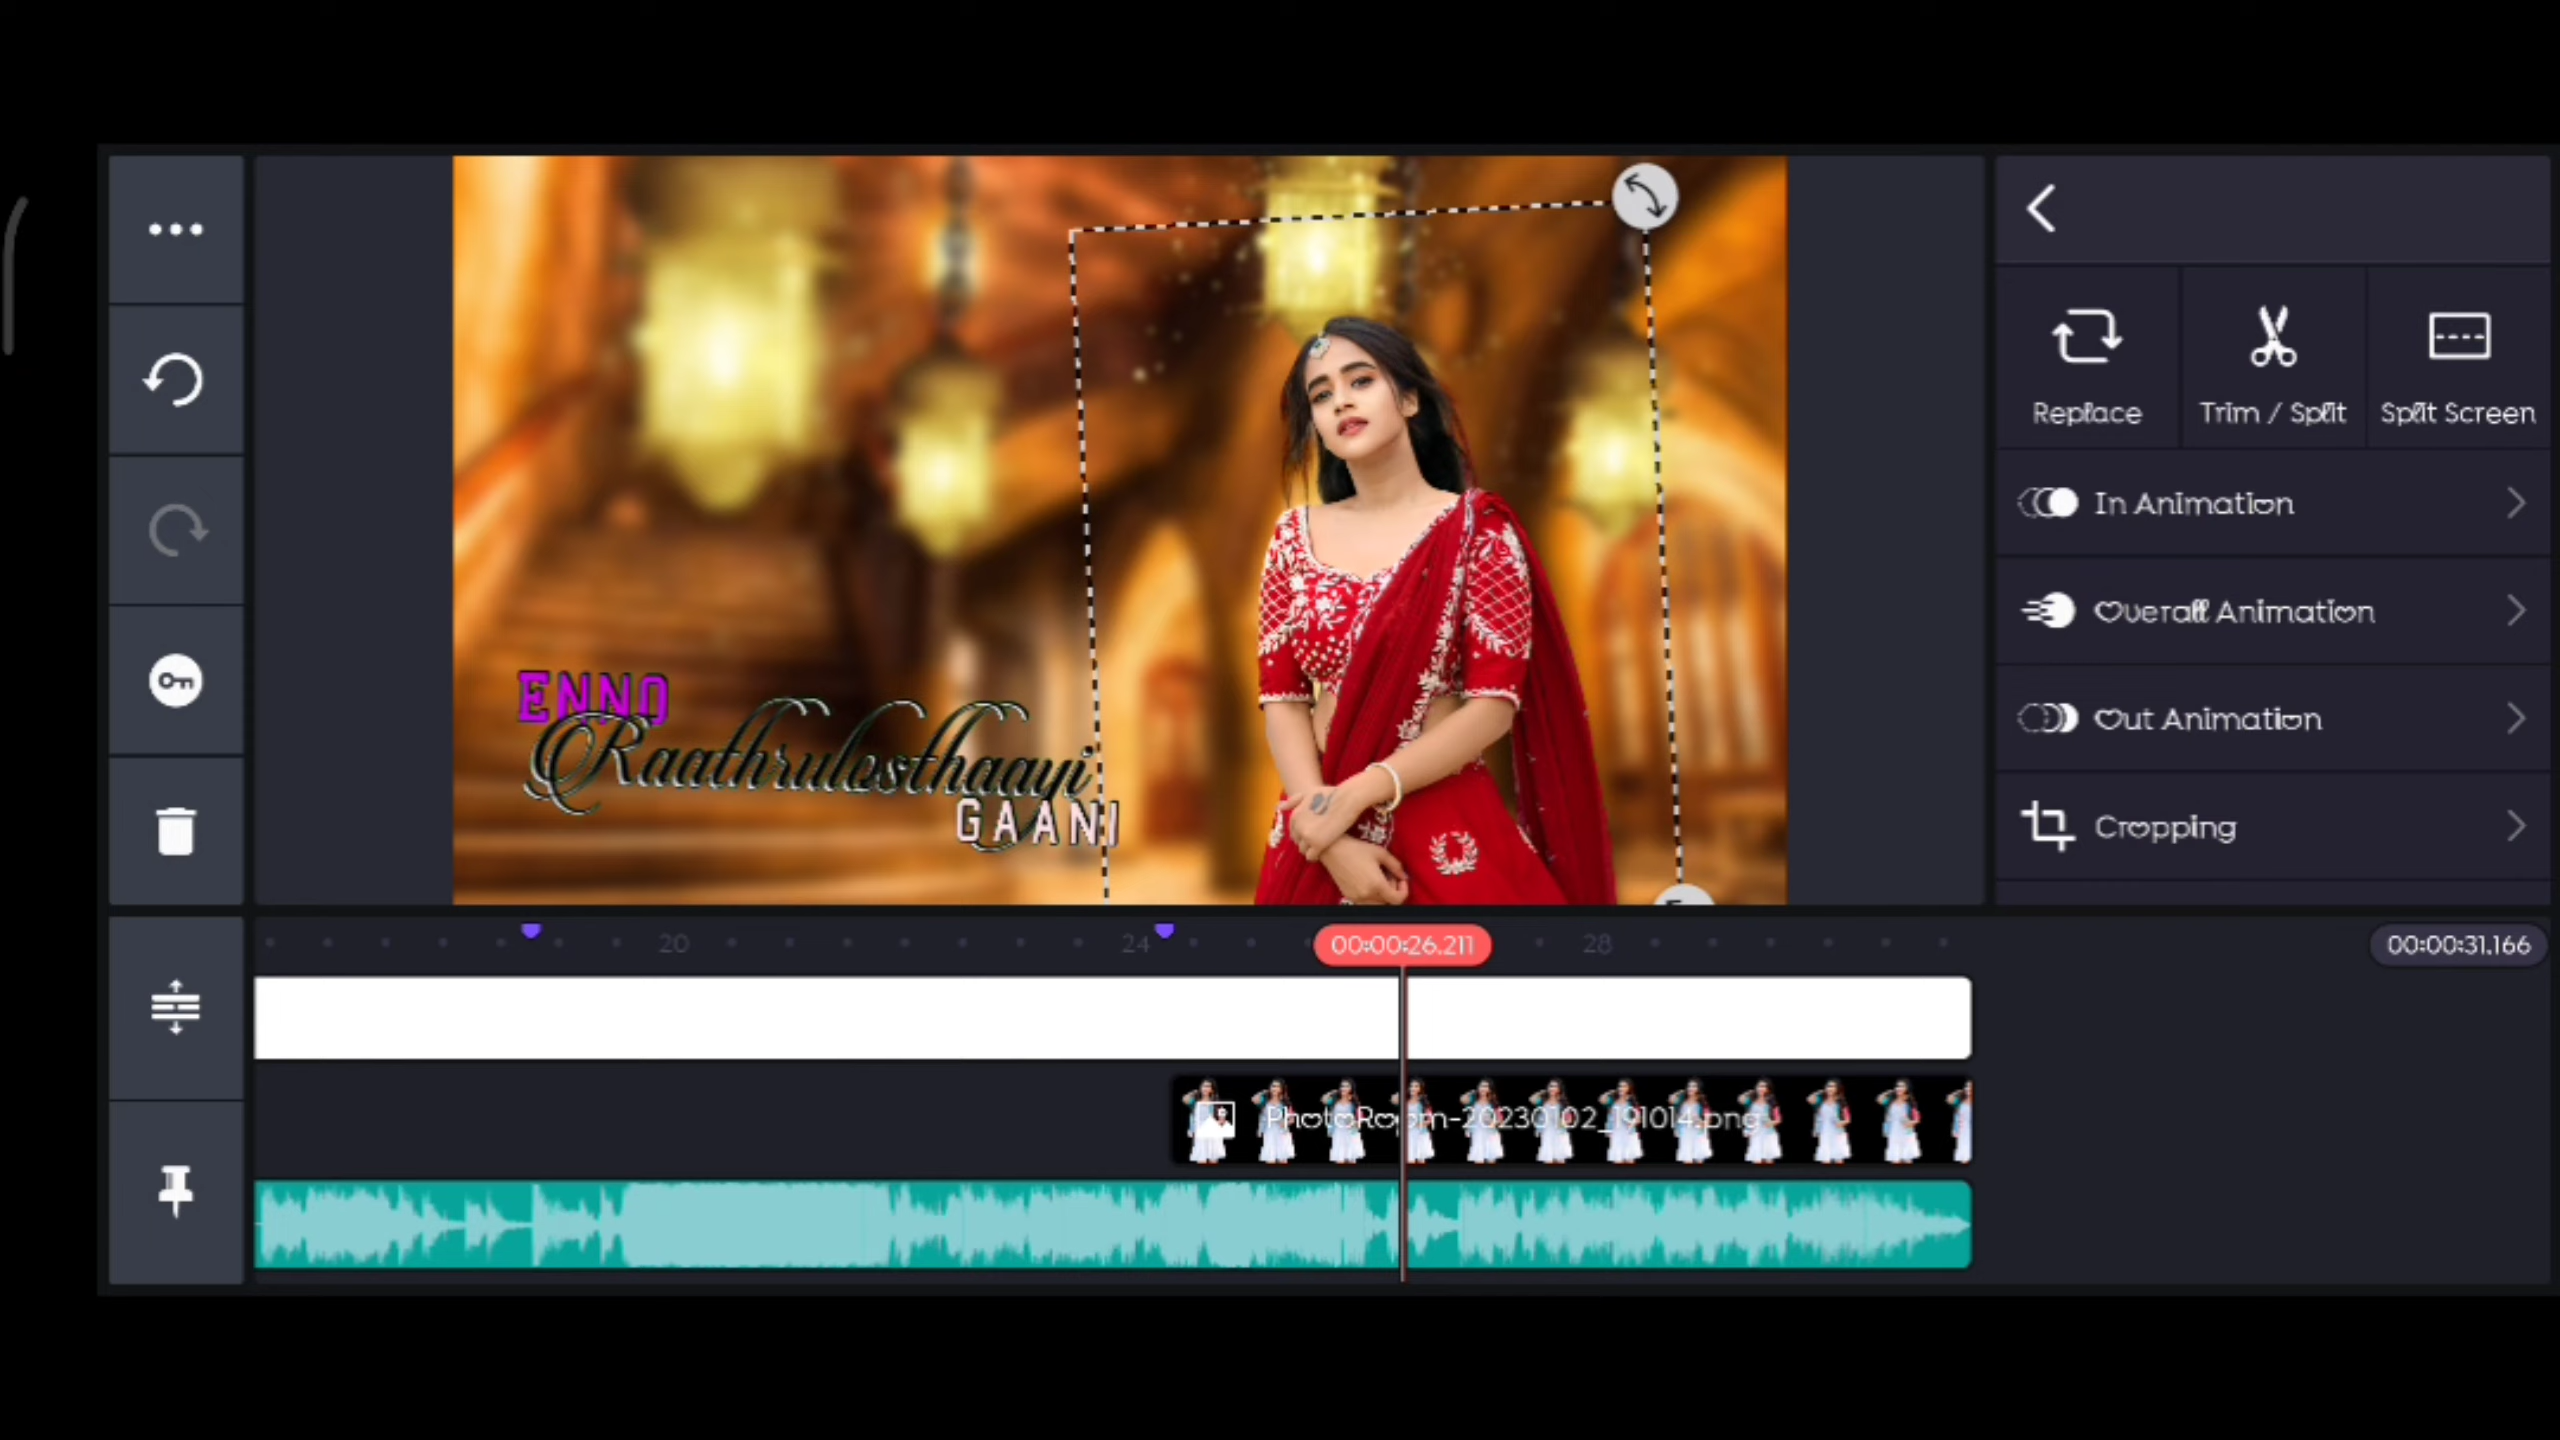 Replace
Trim / Split
Split Screen
In Animation
Overall Animation
Out Animation
Cropping
ENNO
Raathrulosthaayi
GAANI
20
24
00:00:26.211
28
00:00:31.166
PhotoRoom-20230102_191014.png